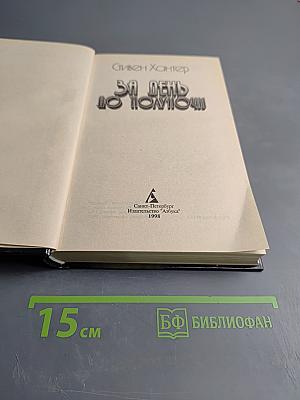 Стивен Хантер
ЗА ДЕНЬ
ДО ПОЛУНОЧИ
Санкт-Петербург
Издательство "Азбука"
1998
15 см
БФ БИБЛИОФАН